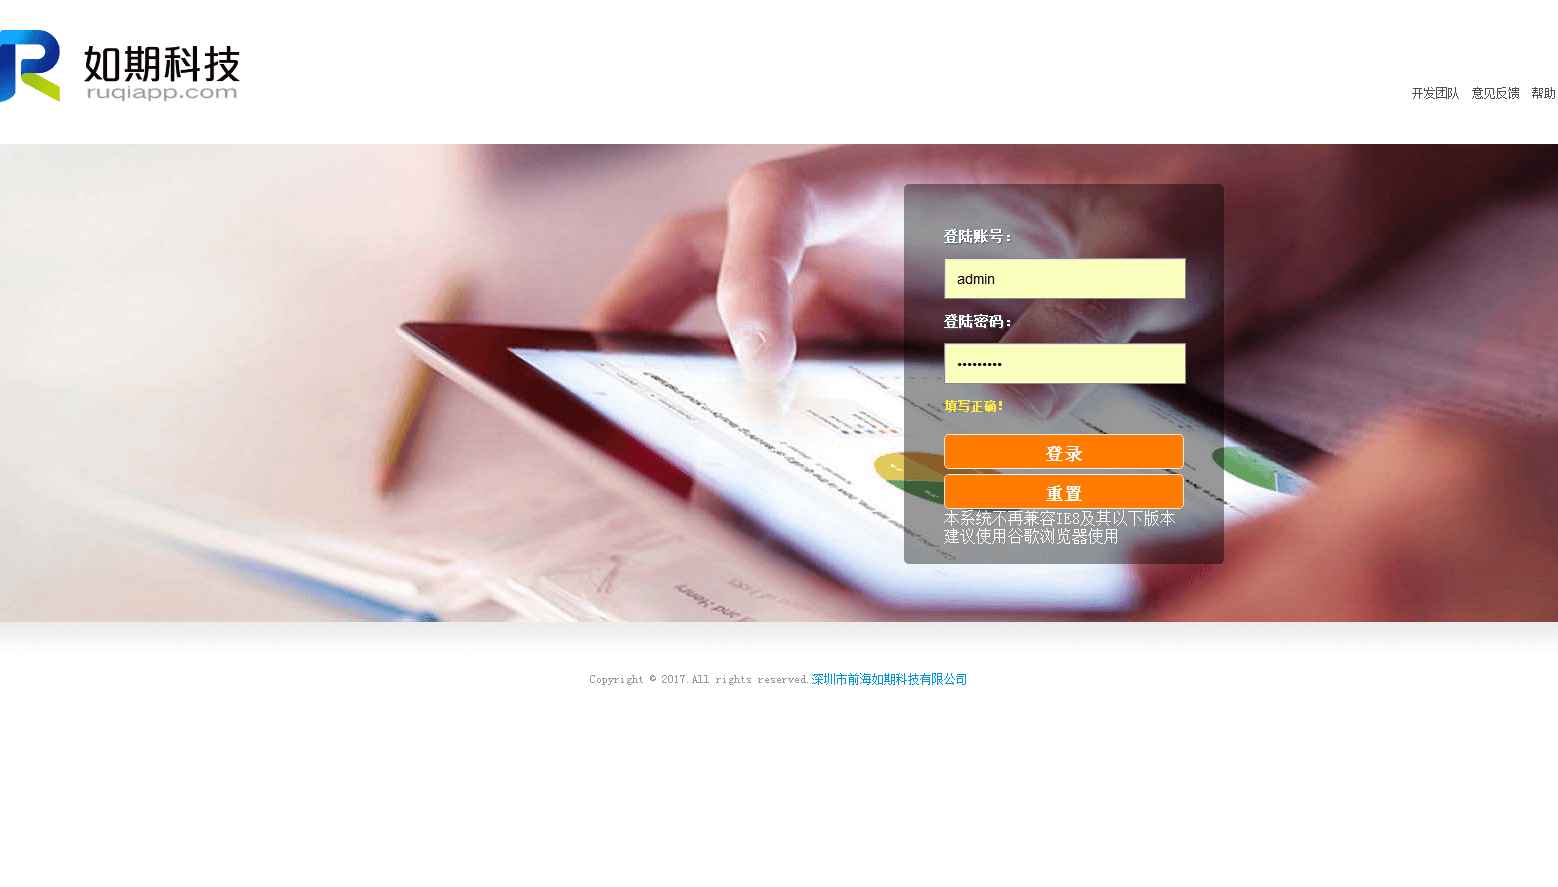 如期科技
ruqiapp.com
开发团队 意见反馈 帮助
登陆账号：
admin
登陆密码：
•••••••••
填写正确！
登录
重置
本系统不再兼容IE8及其以下版本
建议使用谷歌浏览器使用
Copyright © 2017.All rights reserved.深圳市前海如期科技有限公司